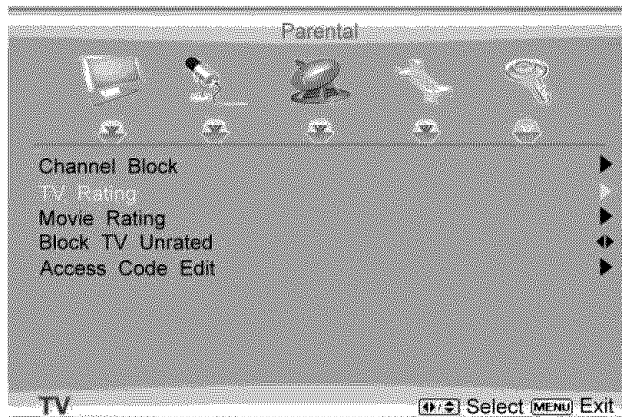 Parental
Channel Block
TV Rating
Movie Rating
Block TV Unrated
Access Code Edit
TV Select MENU Exit